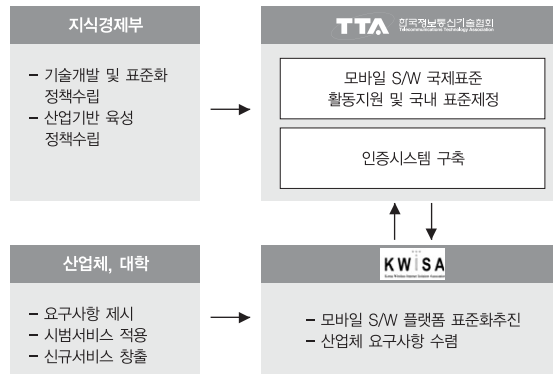 지식경제부
– 기술개발 및 표준화
정책수립
– 산업기반 육성
정책수립
TTA 한국정보통신기술협회
Telecommunications Technology Association
모바일 S/W 국제표준
활동지원 및 국내 표준제정
인증시스템 구축
산업체, 대학
– 요구사항 제시
– 시범서비스 적용
– 신규서비스 창출
KWiSA
– 모바일 S/W 플랫폼 표준화추진
– 산업체 요구사항 수렴